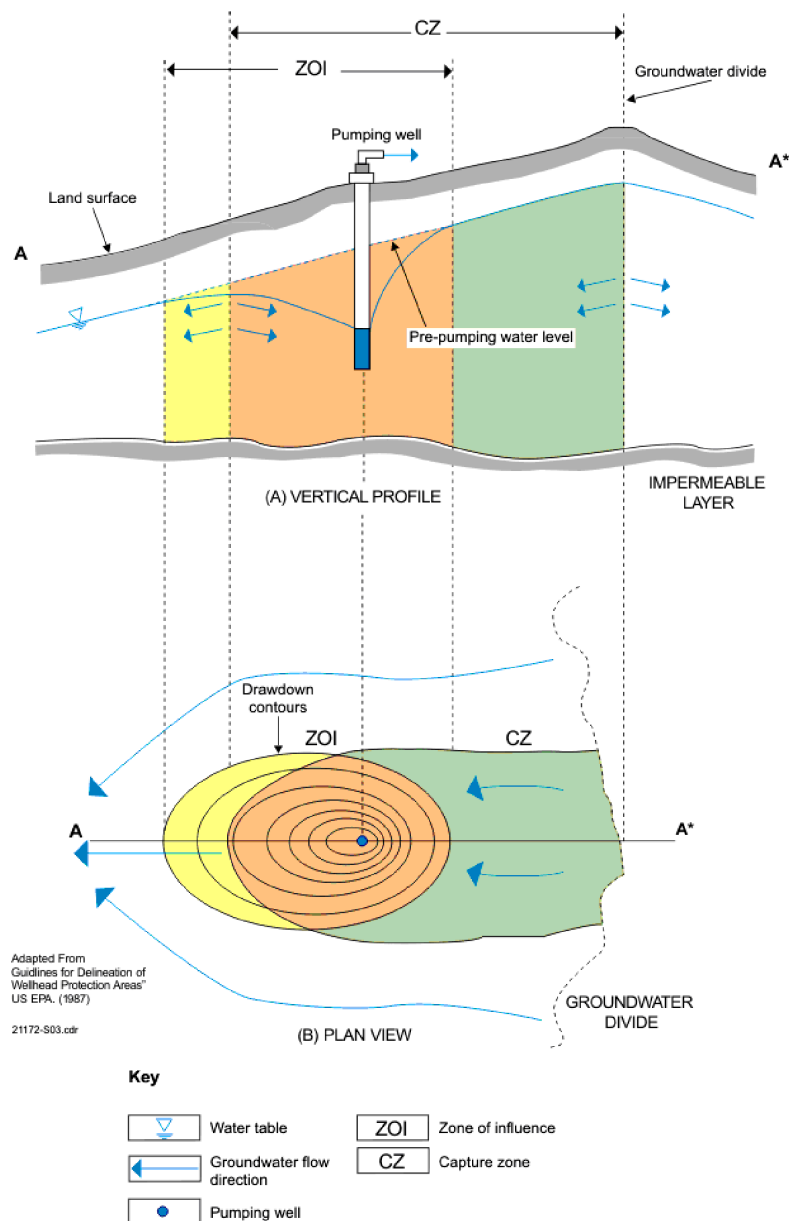 CZ
ZOI
Groundwater divide
Pumping well
A*
Land surface
A
Pre-pumping water level
(A) VERTICAL PROFILE
IMPERMEABLE
LAYER
Drawdown
contours
ZOI
CZ
A
A*
Adapted From
Guidlines for Delineation of
Wellhead Protection Areas"
US EPA. (1987)
21172-S03.cdr
GROUNDWATER
DIVIDE
(B) PLAN VIEW
Key
Water table
ZOI
Zone of influence
Groundwater flow
direction
CZ
Capture zone
Pumping well